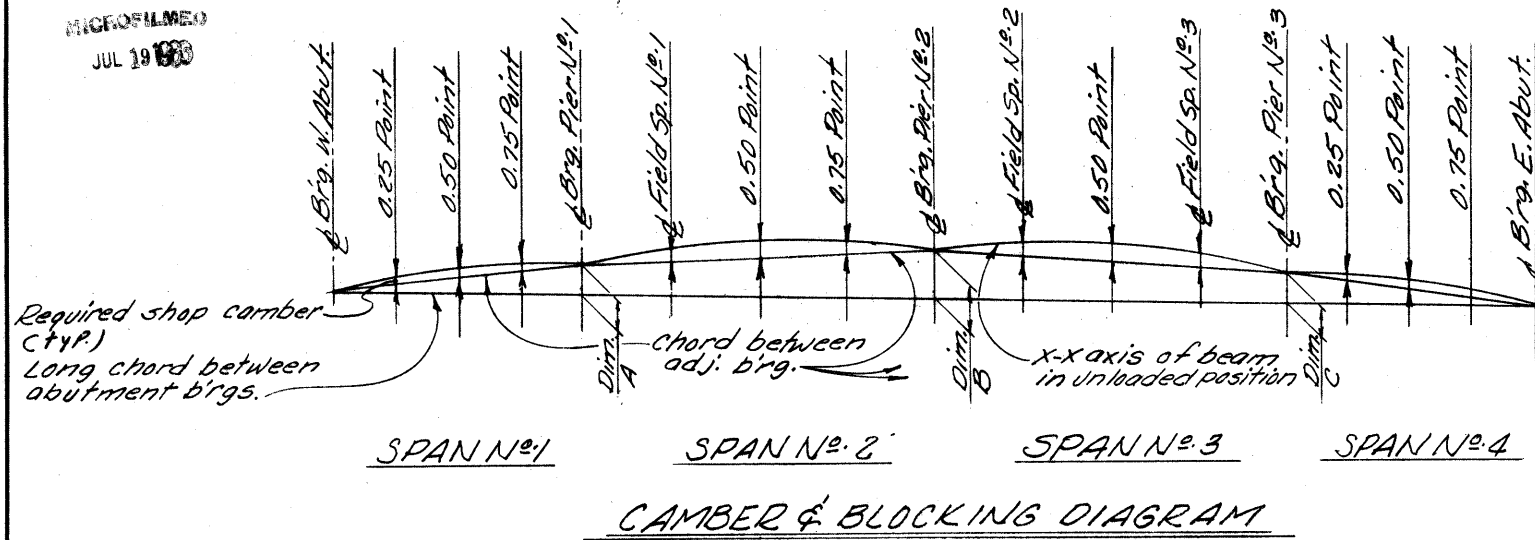 MICROFILMED
JUL 19
℄ Br'g. W. Abut.
0.25 Point
0.50 Point
0.75 Point
℄ Br'g. Pier Nº.1
℄ Field Sp. Nº.1
0.50 Point
0.75 Point
℄ Br'g. Pier Nº.2
℄ Field Sp. Nº.2
0.50 Point
℄ Field Sp. Nº.3
℄ Br'g. Pier Nº.3
0.25 Point
0.50 Point
0.75 Point
Br'g. E. Abut.
Required shop camber
(typ.)
Long chord between
abutment b'rgs.
Dim.
A
Chord between
adj. b'rg.
Dim.
B
X-X axis of beam
in unloaded position
Dim.
C
SPAN Nº.1
SPAN Nº.2
SPAN Nº.3
SPAN Nº.4
CAMBER & BLOCKING DIAGRAM